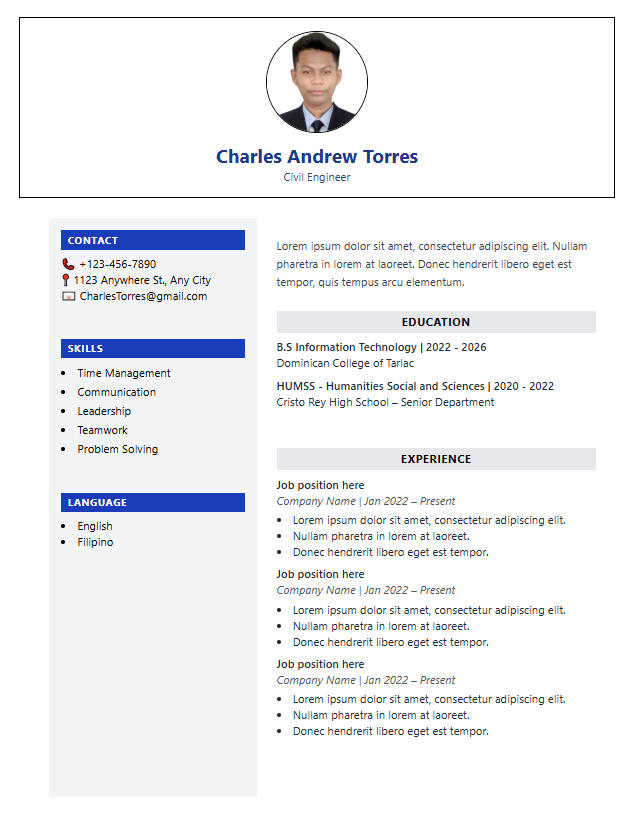 Charles Andrew Torres
Civil Engineer
CONTACT
+123-456-7890
1123 Anywhere St., Any City
CharlesTorres@gmail.com
SKILLS
Time Management
Communication
Leadership
Teamwork
Problem Solving
LANGUAGE
English
Filipino
Lorem ipsum dolor sit amet, consectetur adipiscing elit. Nullam
pharetra in lorem at laoreet. Donec hendrerit libero eget est
tempor, quis tempus arcu elementum.
EDUCATION
B.S Information Technology | 2022 - 2026
Dominican College of Tarlac
HUMSS - Humanities Social and Sciences | 2020 - 2022
Cristo Rey High School – Senior Department
EXPERIENCE
Job position here
Company Name | Jan 2022 – Present
Lorem ipsum dolor sit amet, consectetur adipiscing elit.
Nullam pharetra in lorem at laoreet.
Donec hendrerit libero eget est tempor.
Job position here
Company Name | Jan 2022 – Present
Lorem ipsum dolor sit amet, consectetur adipiscing elit.
Nullam pharetra in lorem at laoreet.
Donec hendrerit libero eget est tempor.
Job position here
Company Name | Jan 2022 – Present
Lorem ipsum dolor sit amet, consectetur adipiscing elit.
Nullam pharetra in lorem at laoreet.
Donec hendrerit libero eget est tempor.